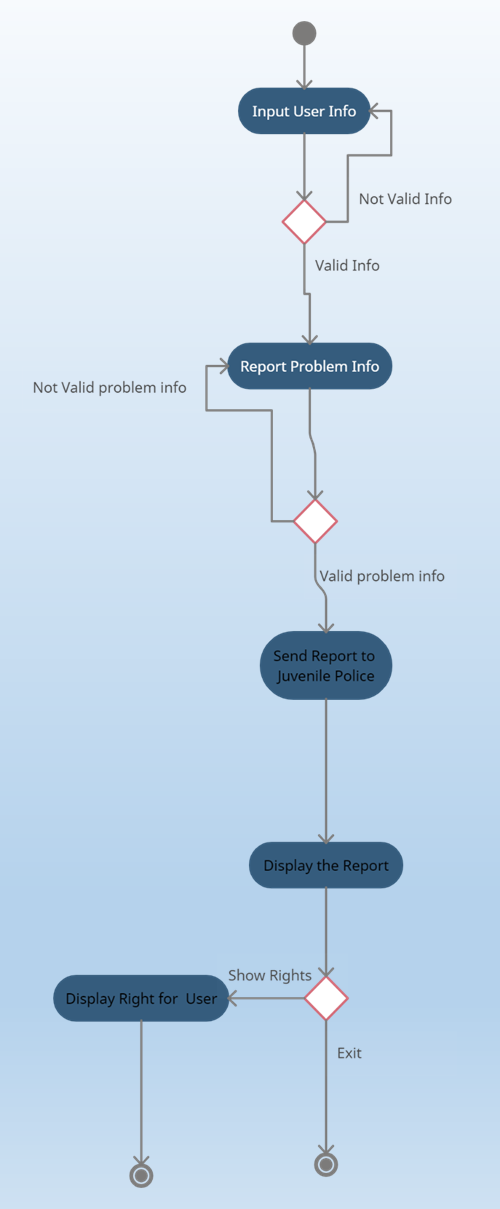 Input User Info
Not Valid Info
Valid Info
Report Problem Info
Not Valid problem info
Valid problem info
Send Report to
Juvenile Police
Display the Report
Show Rights
Display Right for User
Exit